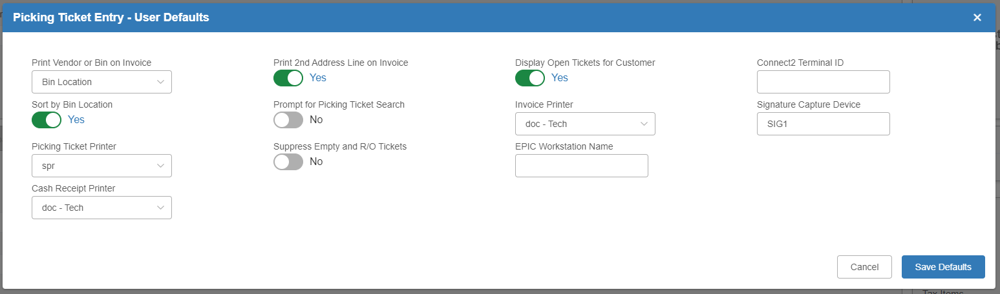 Picking Ticket Entry - User Defaults
Print Vendor or Bin on Invoice
Bin Location
Print 2nd Address Line on Invoice
Yes
Display Open Tickets for Customer
Yes
Connect2 Terminal ID
Sort by Bin Location
Yes
Prompt for Picking Ticket Search
No
Invoice Printer
doc - Tech
Signature Capture Device
SIG1
Picking Ticket Printer
spr
Suppress Empty and R/O Tickets
No
EPIC Workstation Name
Cash Receipt Printer
doc - Tech
Cancel
Save Defaults
Tax Items